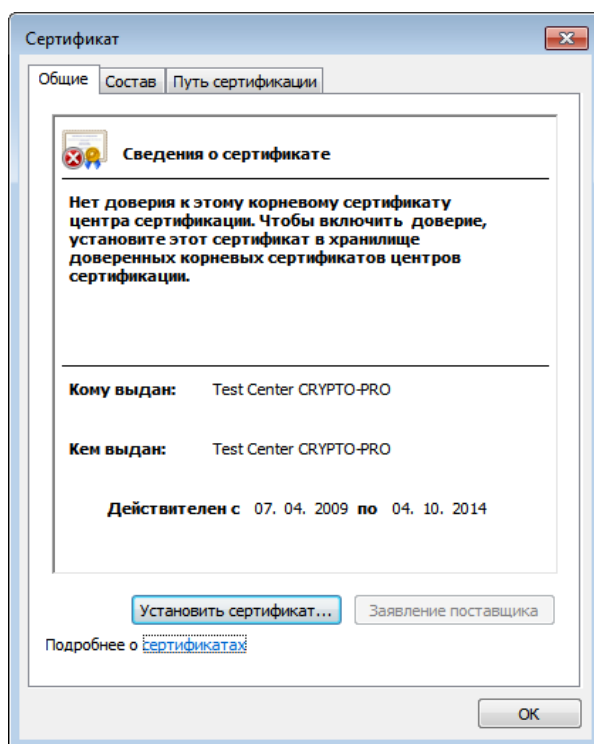 Сертификат
Общие Состав Путь сертификации
Сведения о сертификате
Нет доверия к этому корневому сертификату
центра сертификации. Чтобы включить доверие,
установите этот сертификат в хранилище
доверенных корневых сертификатов центров
сертификации.
Кому выдан: Test Center CRYPTO-PRO
Кем выдан: Test Center CRYPTO-PRO
Действителен с 07. 04. 2009 по 04. 10. 2014
Установить сертификат... Заявление поставщика
Подробнее о сертификатах
ОК